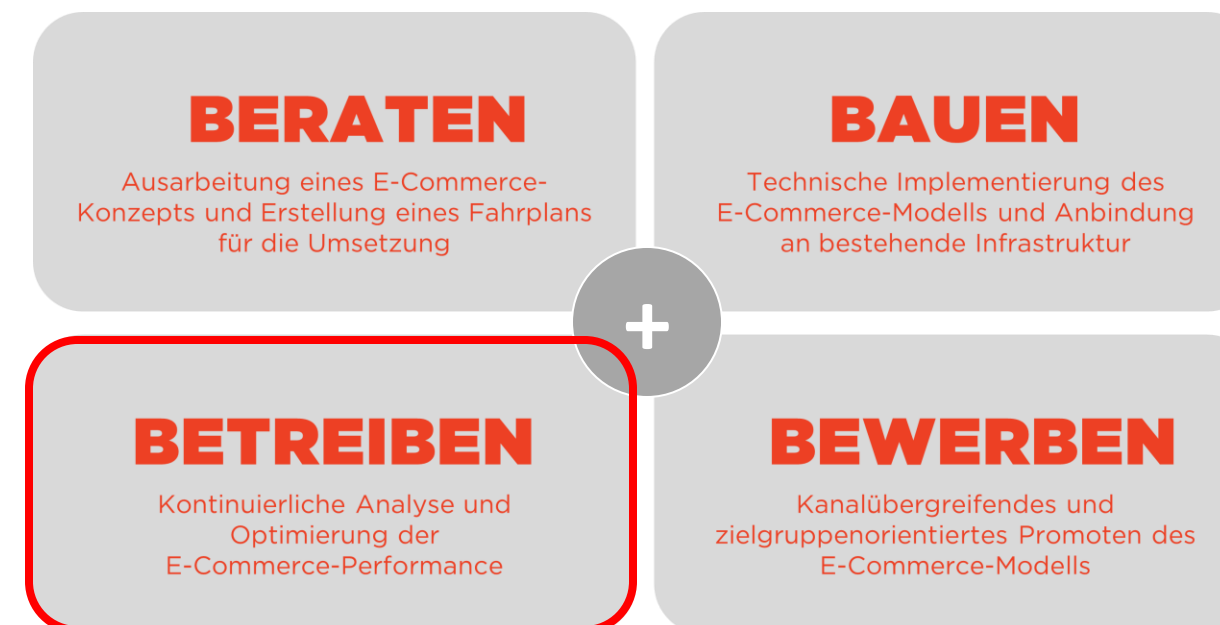 BERATEN
Ausarbeitung eines E-Commerce-
Konzepts und Erstellung eines Fahrplans
für die Umsetzung
BAUEN
Technische Implementierung des
E-Commerce-Modells und Anbindung
an bestehende Infrastruktur
+
BETREIBEN
Kontinuierliche Analyse und
Optimierung der
E-Commerce-Performance
BEWERBEN
Kanalübergreifendes und
zielgruppenorientiertes Promoten des
E-Commerce-Modells